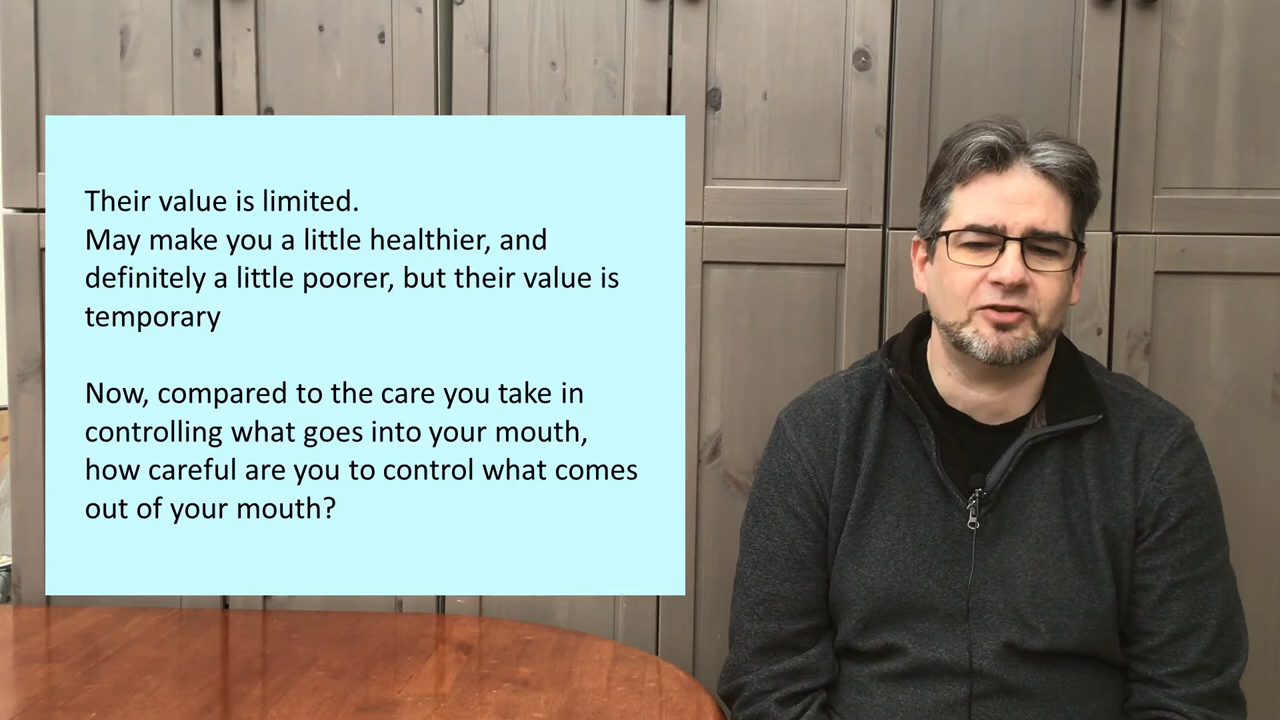 Their value is limited.
May make you a little healthier, and
definitely a little poorer, but their value is
temporary
Now, compared to the care you take in
controlling what goes into your mouth,
how careful are you to control what comes
out of your mouth?